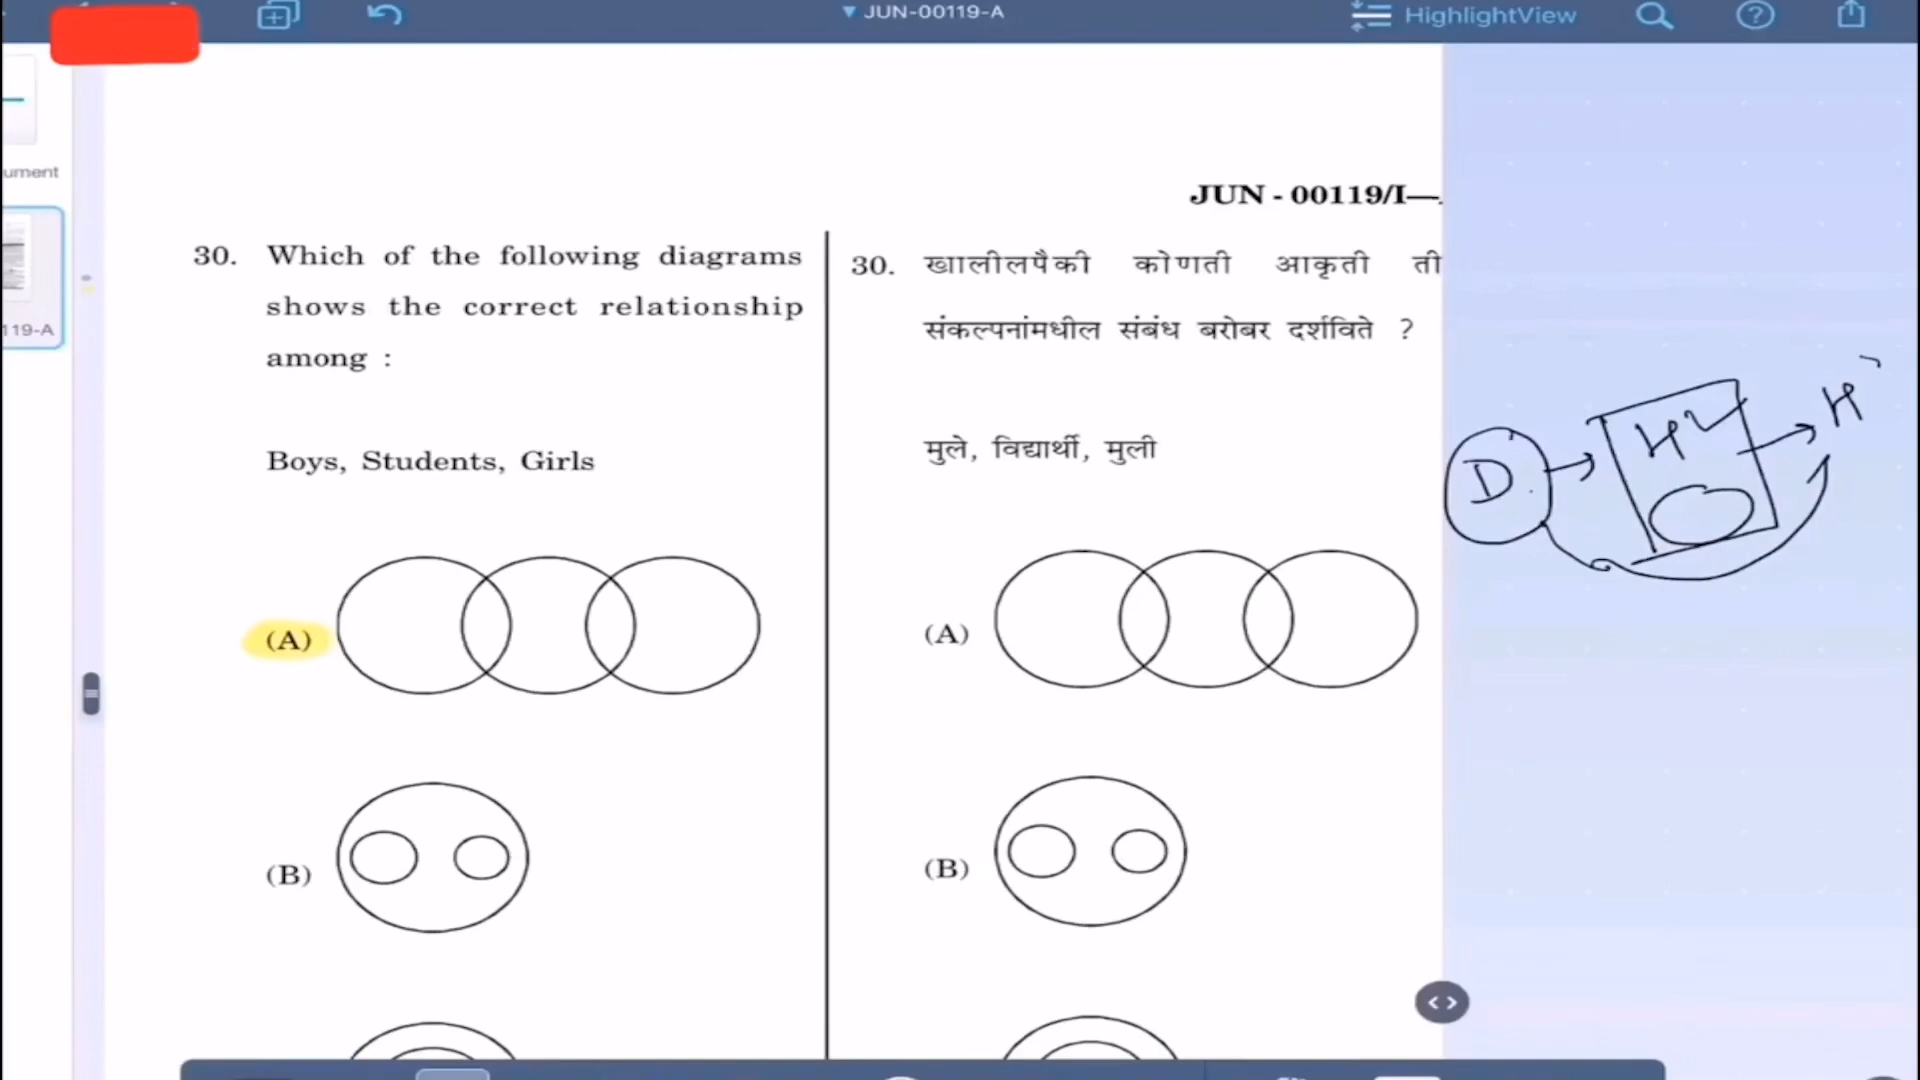 ▼ JUN-00119-A
HighlightView
ument
119-A
JUN - 00119/I—
30. Which of the following diagrams
shows the correct relationship
among :
Boys, Students, Girls
(A)
(B)
30. खालीलपैकी कोणती आकृती ती
संकल्पनांमधील संबंध बरोबर दर्शविते ?
मुले, विद्यार्थी, मुली
(A)
(B)
D
H